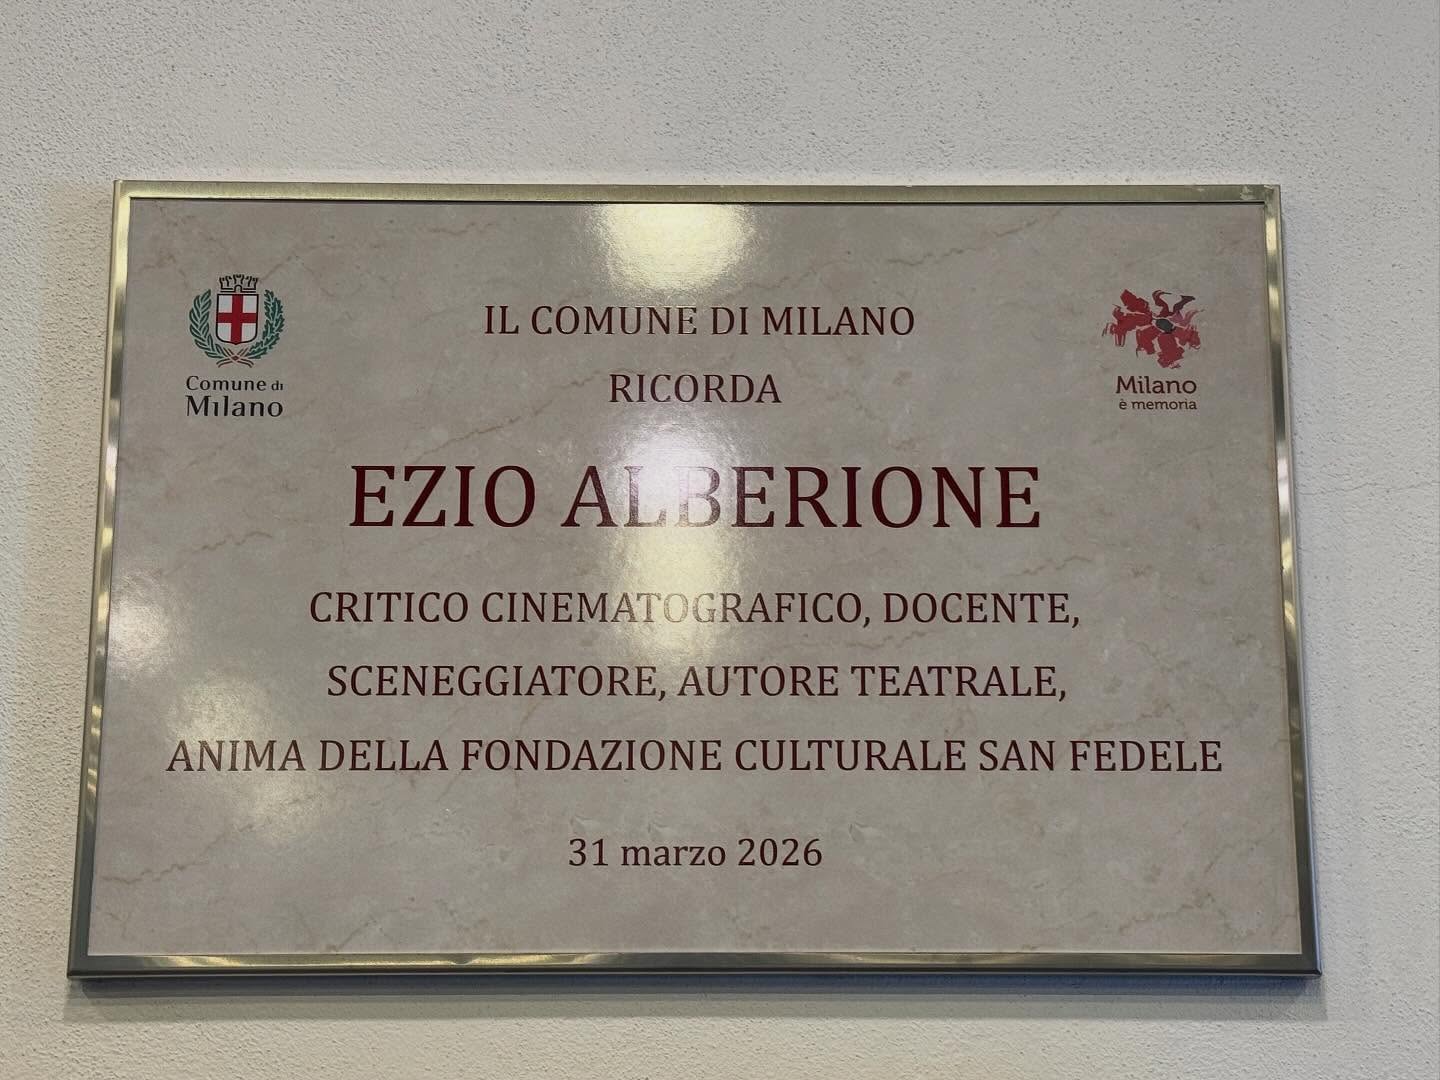 Comune di
Milano
Milano
è memoria
IL COMUNE DI MILANO
RICORDA
EZIO ALBERIONE
CRITICO CINEMATOGRAFICO, DOCENTE,
SCENEGGIATORE, AUTORE TEATRALE,
ANIMA DELLA FONDAZIONE CULTURALE SAN FEDELE
31 marzo 2026